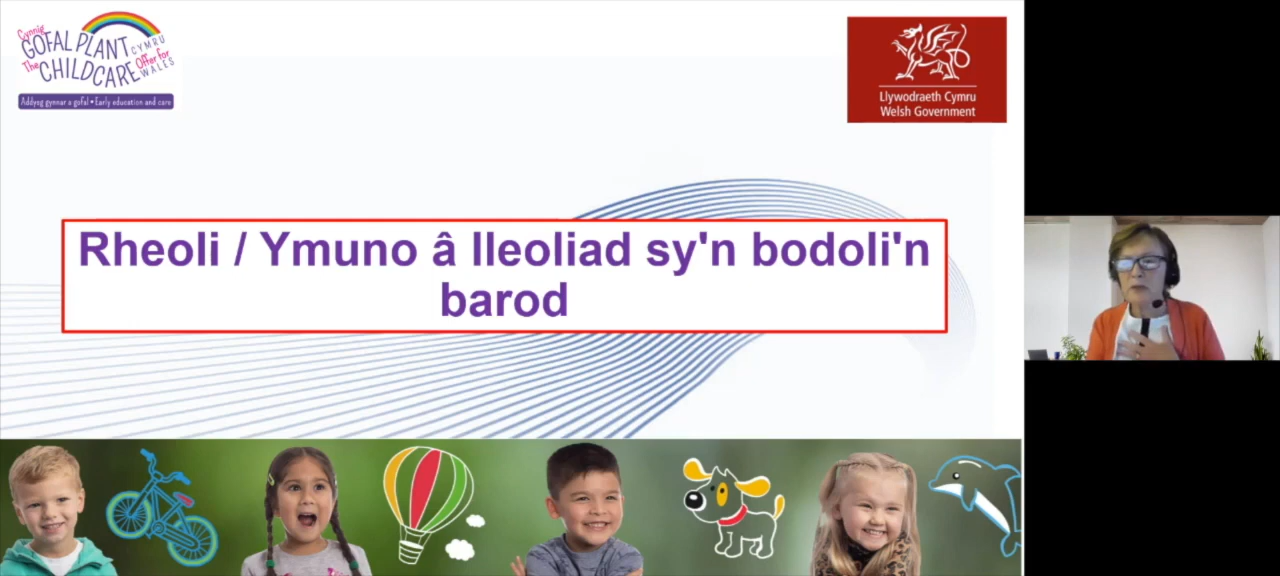 Cynnig
GOFAL PLANT
CYMRU
The
CHILDCARE
Offer for
WALES
Addysg gynnar a gofal • Early education and care
Llywodraeth Cymru
Welsh Government
Rheoli / Ymuno â lleoliad sy'n bodoli'n
barod